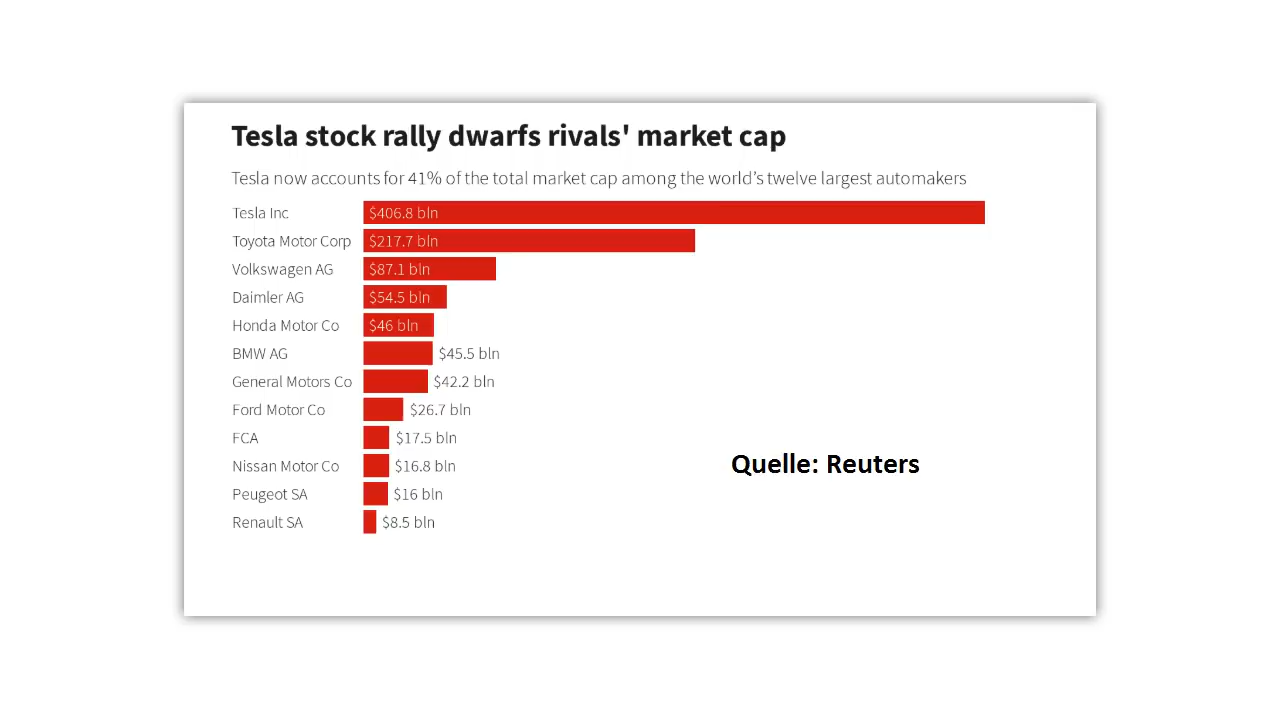 Tesla stock rally dwarfs rivals' market cap
Tesla now accounts for 41% of the total market cap among the world’s twelve largest automakers
Tesla Inc $406.8 bln
Toyota Motor Corp $217.7 bln
Volkswagen AG $87.1 bln
Daimler AG $54.5 bln
Honda Motor Co $46 bln
BMW AG $45.5 bln
General Motors Co $42.2 bln
Ford Motor Co $26.7 bln
FCA $17.5 bln
Nissan Motor Co $16.8 bln
Peugeot SA $16 bln
Renault SA $8.5 bln
Quelle: Reuters